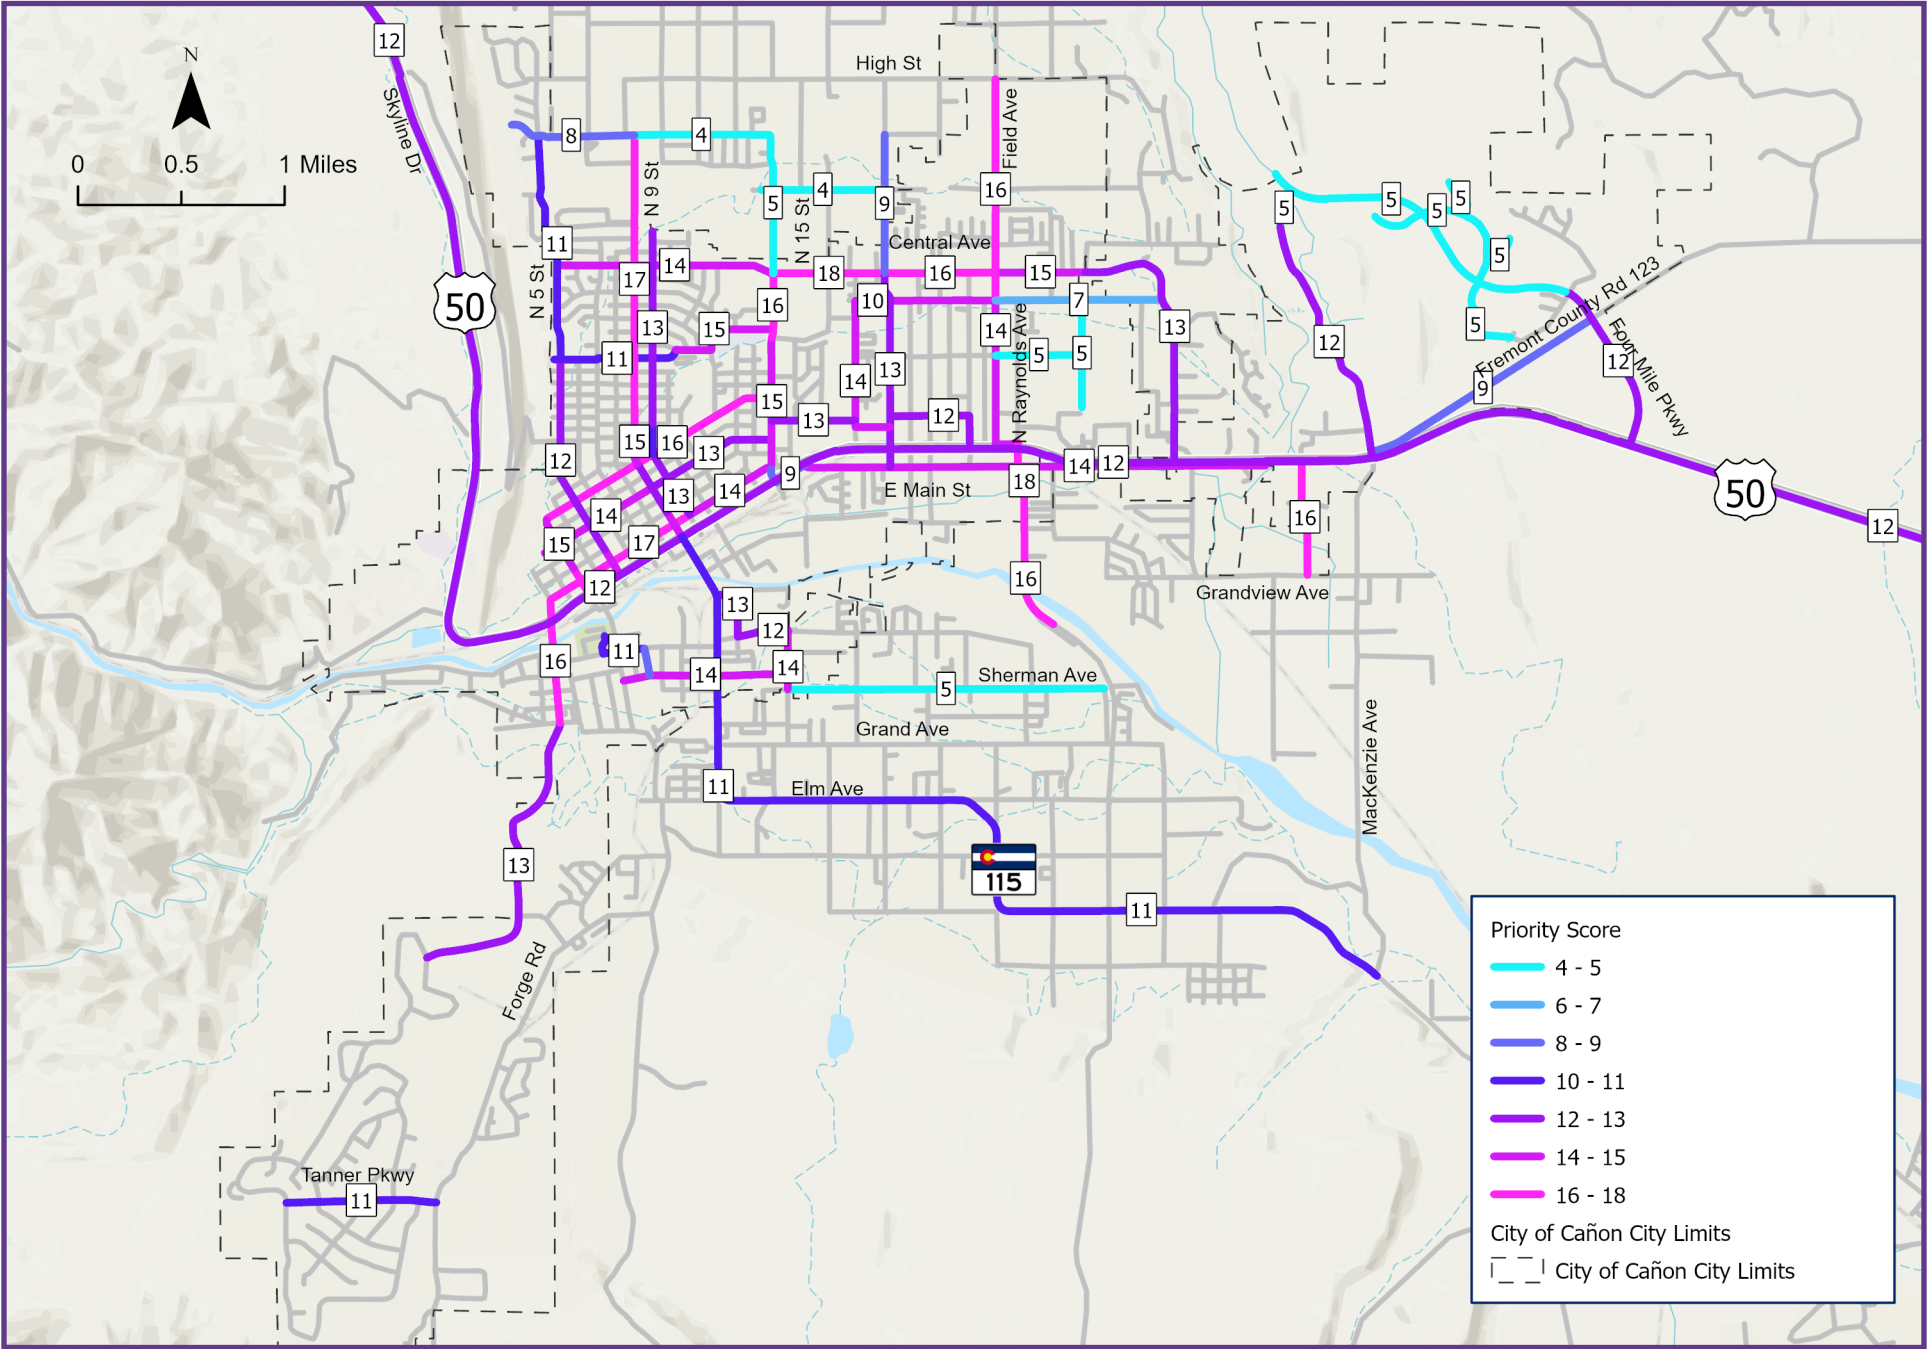 12
High St
N
Skyline Dr
Field Ave
0 0.5 1 Miles
8
4
N 9 St
4
16
5
9
N 15 St
5
5
5
5
5
11
Central Ave
14
17
18
16
15
N 5 St
50
16
10
7
13
15
14
N Raynolds Ave
13
12
5
Fremont County Rd 123
Four Mile Pkwy
11
5
5
12
13
14
9
15
13
12
15
16
13
12
9
14
12
18
14
13
E Main St
50
14
16
12
15
17
12
16
Grandview Ave
13
12
11
16
14
14
Sherman Ave
5
Grand Ave
MacKenzie Ave
11
Elm Ave
13
115
11
Forge Rd
Tanner Pkwy
11
Priority Score
4 - 5
6 - 7
8 - 9
10 - 11
12 - 13
14 - 15
16 - 18
City of Cañon City Limits
City of Cañon City Limits